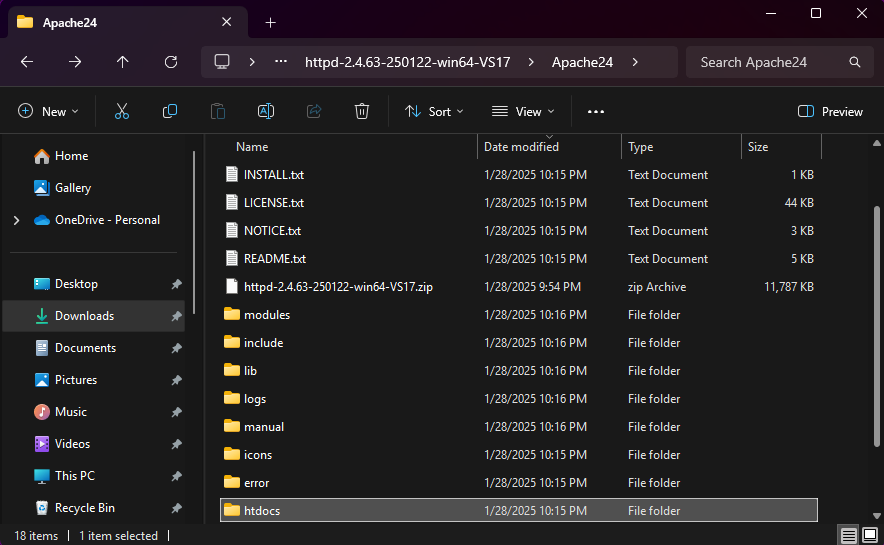 Apache24
··· httpd-2.4.63-250122-win64-VS17 Apache24 Search Apache24
New Sort View ··· Preview
Home
Gallery
OneDrive - Personal
Desktop
Downloads
Documents
Pictures
Music
Videos
This PC
Recycle Bin
Name Date modified Type Size
INSTALL.txt 1/28/2025 10:15 PM Text Document 1 KB
LICENSE.txt 1/28/2025 10:15 PM Text Document 44 KB
NOTICE.txt 1/28/2025 10:15 PM Text Document 3 KB
README.txt 1/28/2025 10:15 PM Text Document 5 KB
httpd-2.4.63-250122-win64-VS17.zip 1/28/2025 9:54 PM zip Archive 11,787 KB
modules 1/28/2025 10:16 PM File folder
include 1/28/2025 10:16 PM File folder
lib 1/28/2025 10:16 PM File folder
logs 1/28/2025 10:16 PM File folder
manual 1/28/2025 10:16 PM File folder
icons 1/28/2025 10:15 PM File folder
error 1/28/2025 10:15 PM File folder
htdocs 1/28/2025 10:15 PM File folder
18 items 1 item selected